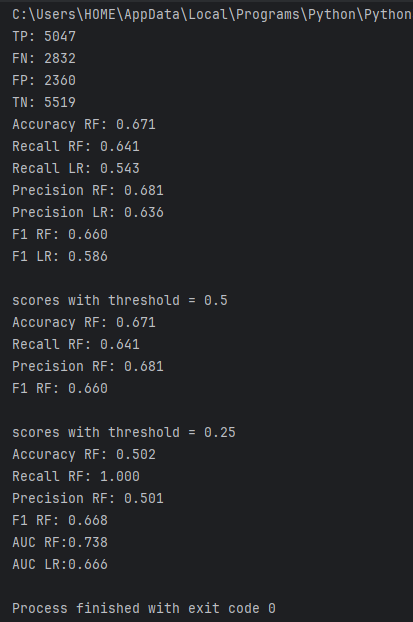 C:\Users\HOME\AppData\Local\Programs\Python\Python
TP: 5047
FN: 2832
FP: 2360
TN: 5519
Accuracy RF: 0.671
Recall RF: 0.641
Recall LR: 0.543
Precision RF: 0.681
Precision LR: 0.636
F1 RF: 0.660
F1 LR: 0.586
scores with threshold = 0.5
Accuracy RF: 0.671
Recall RF: 0.641
Precision RF: 0.681
F1 RF: 0.660
scores with threshold = 0.25
Accuracy RF: 0.502
Recall RF: 1.000
Precision RF: 0.501
F1 RF: 0.668
AUC RF:0.738
AUC LR:0.666
Process finished with exit code 0